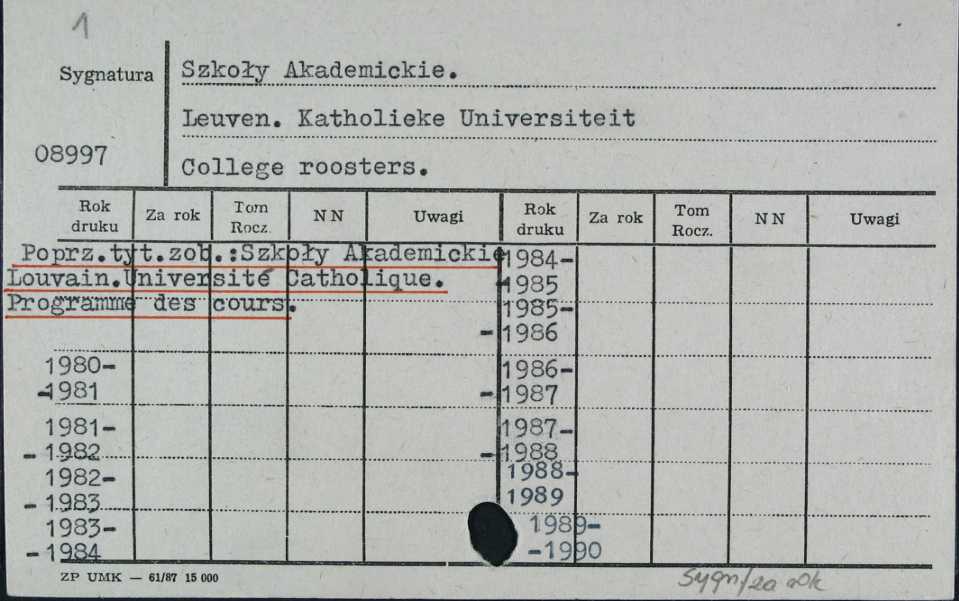 1
Sygnatura
Szkoły Akademickie.
Leuven. Katholieke Universiteit
08997
College roosters.
Rok druku Za rok Tom Rocz. NN Uwagi Rok druku Za rok Tom Rocz. NN Uwagi
Poprz.tyt.zob.:Szkoły Akademickie
Louvain.Université Catholique.
Programme des cours.
1980-
-1981
1981-
- 1982
1982-
- 1983
1983-
- 1984
1984-
-1985
1985-
- 1986
1986-
- 1987
1987-
- 1988
1988-
1989
1989-
-1990
ZP UMK — 61/87 15 000
Sygn/za rok